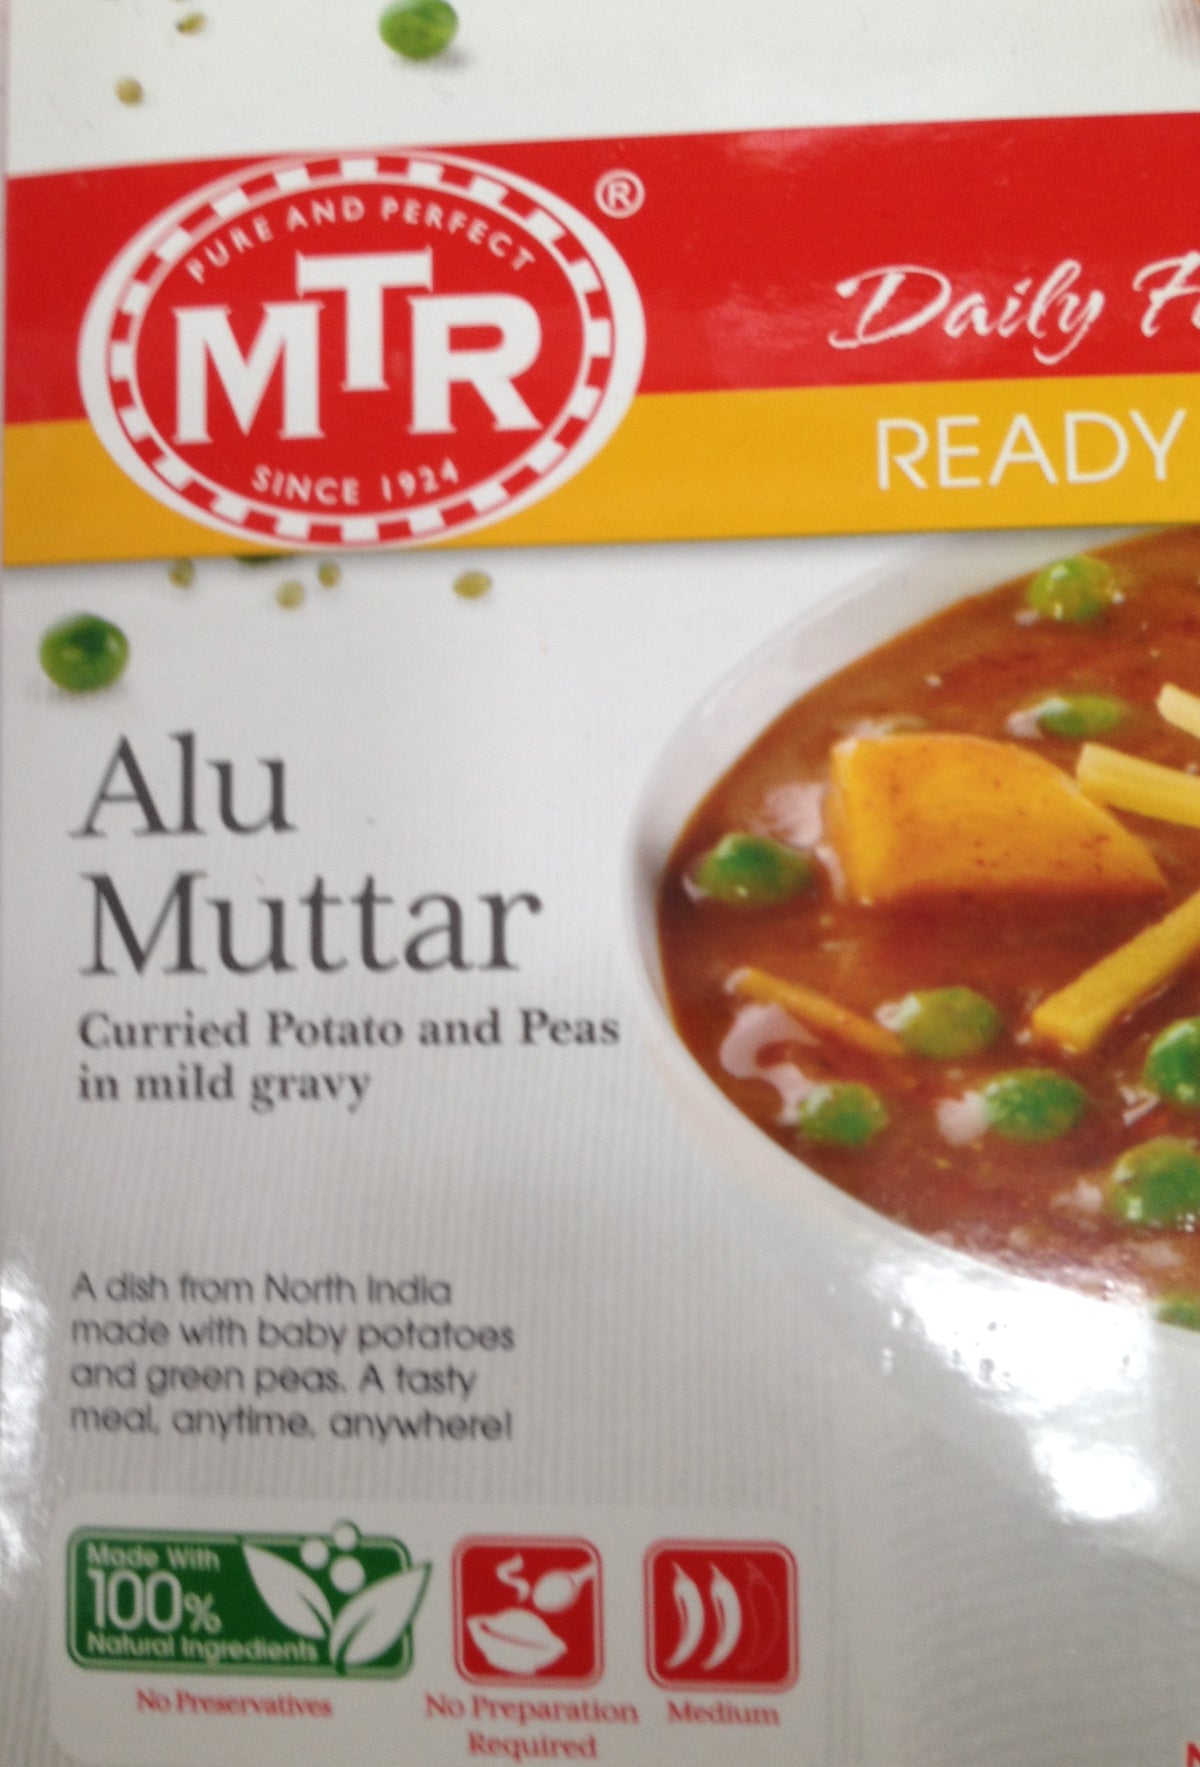 PURE AND PERFECT
MTR
SINCE 1924
®
Daily
READY
Alu
Muttar
Curried Potato and Peas
in mild gravy
A dish from North India
made with baby potatoes
and green peas. A tasty
meal, anytime, anywhere!
Made With
100%
Natural Ingredients
No Preservatives
No Preparation
Required
Medium